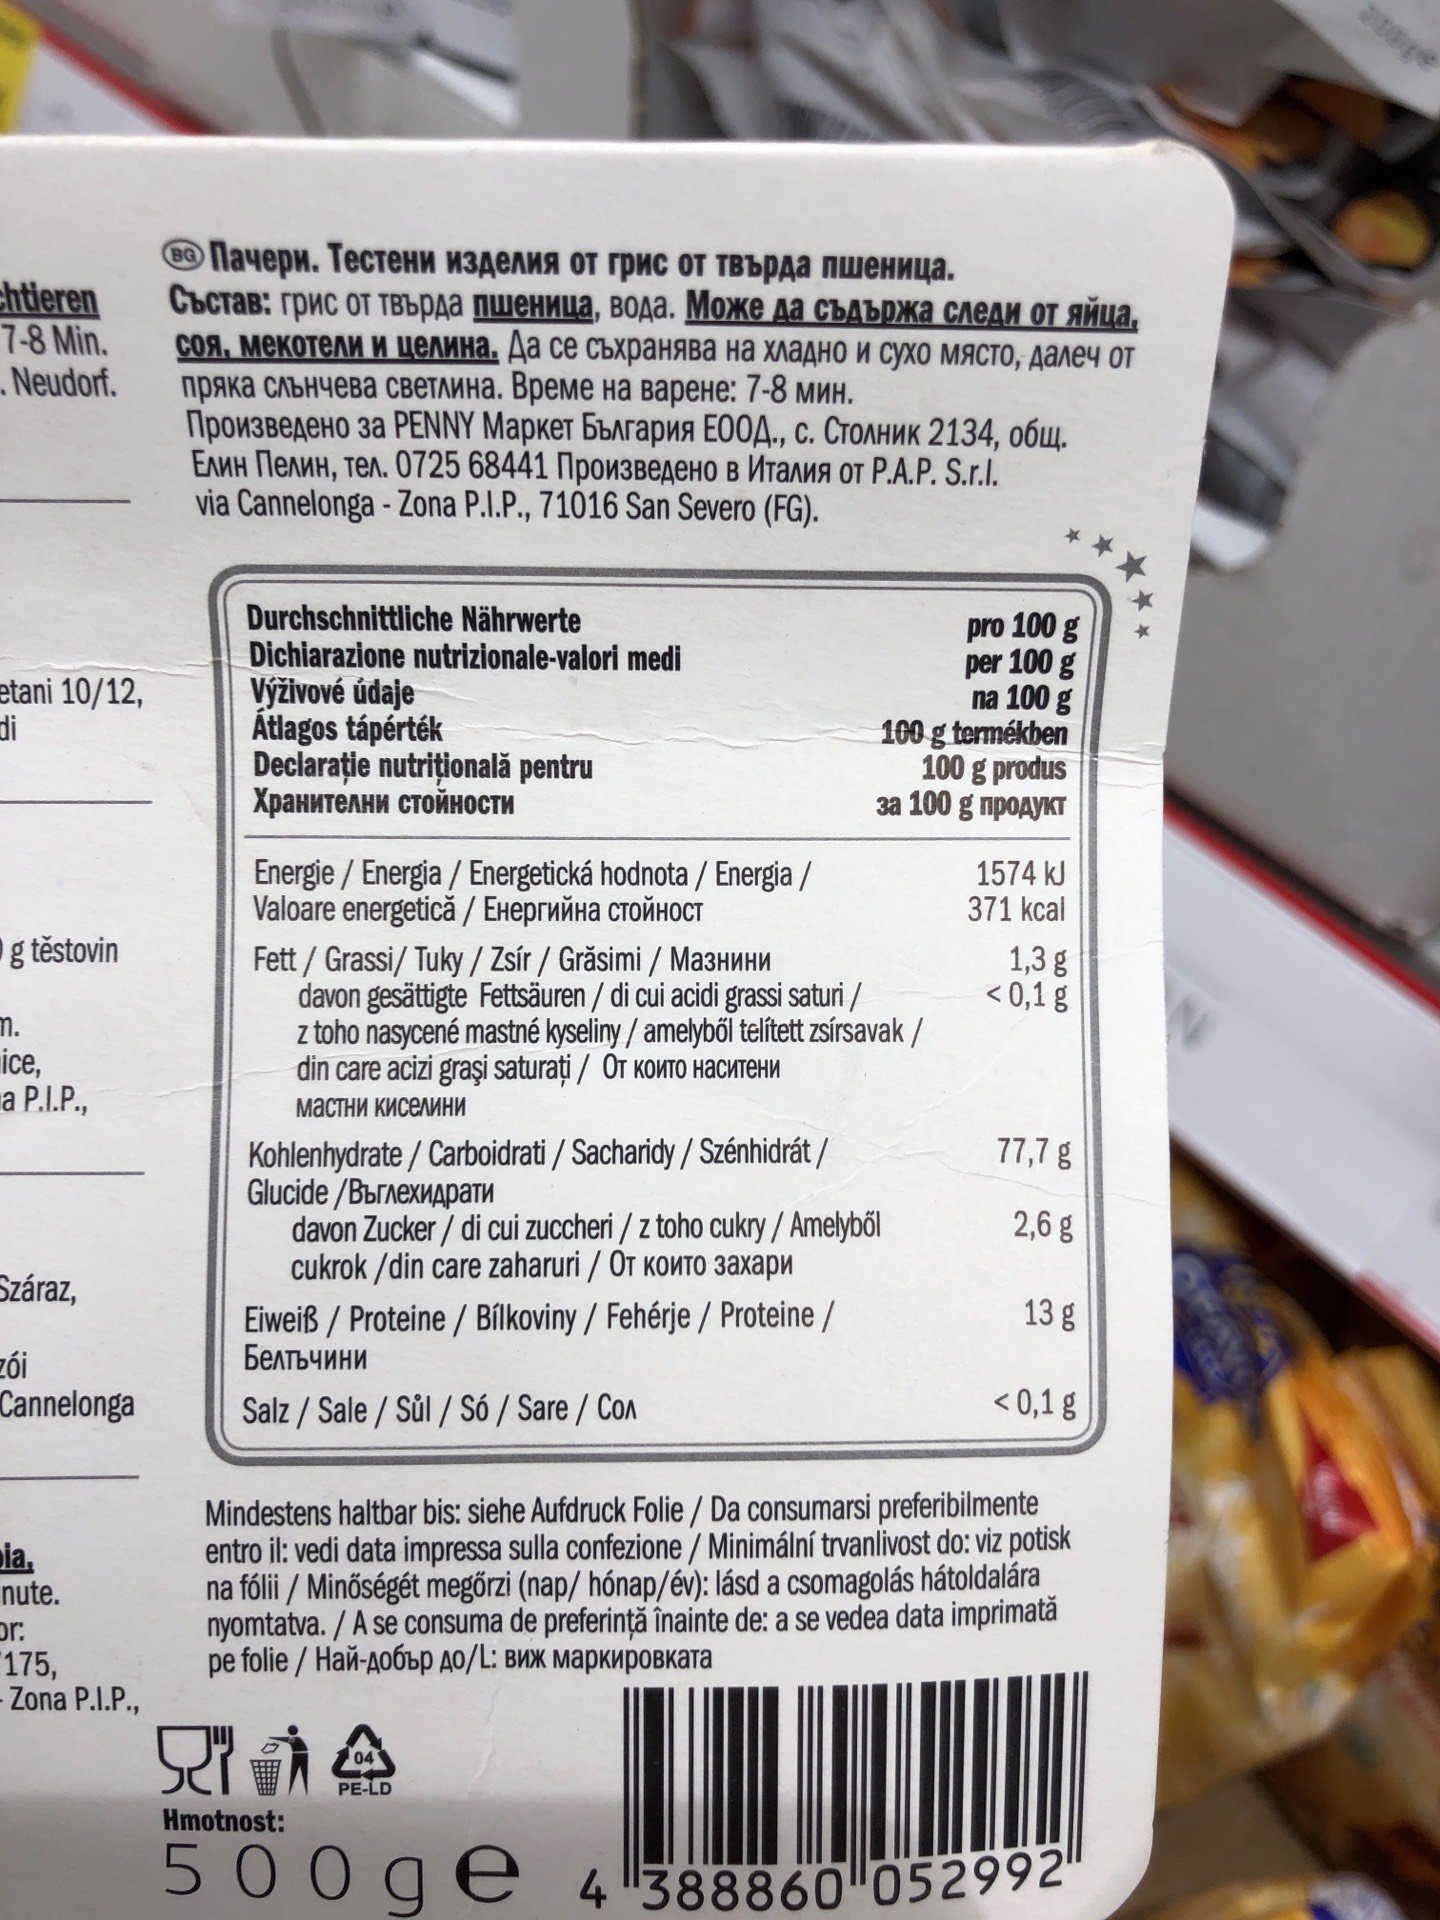 chtieren
7-8 Min.
. Neudorf.
etani 10/12,
di
g těstovin
m.
ice,
a P.I.P.,
Száraz,
zói
Cannelonga
nute.
or:
175,
- Zona P.I.P.,
BG Пачери. Тестени изделия от грис от твърда пшеница.
Състав: грис от твърда пшеница, вода. Може да съдържа следи от яйца,
соя, мекотели и целина. Да се съхранява на хладно и сухо място, далеч от
пряка слънчева светлина. Време на варене: 7-8 мин.
Произведено за PENNY Маркет България ЕООД., с. Столник 2134, общ.
Елин Пелин, тел. 0725 68441 Произведено в Италия от P.A.P. S.r.l.
via Cannelonga - Zona P.I.P., 71016 San Severo (FG).
Durchschnittliche Nährwerte pro 100 g
Dichiarazione nutrizionale-valori medi per 100 g
Výživové údaje na 100 g
Átlagos tápérték 100 g termékben
Declarație nutrițională pentru 100 g produs
Хранителни стойности за 100 g продукт
Energie / Energia / Energetická hodnota / Energia / 1574 kJ
Valoare energetică / Енергийна стойност 371 kcal
Fett / Grassi/ Tuky / Zsír / Grăsimi / Мазнини 1,3 g
davon gesättigte Fettsäuren / di cui acidi grassi saturi / < 0,1 g
z toho nasycené mastné kyseliny / amelyből telített zsírsavak /
din care acizi grași saturați / От които наситени
мастни киселини
Kohlenhydrate / Carboidrati / Sacharidy / Szénhidrát / 77,7 g
Glucide /Въглехидрати
davon Zucker / di cui zuccheri / z toho cukry / Amelyből 2,6 g
cukrok /din care zaharuri / От които захари
Eiweiß / Proteine / Bílkoviny / Fehérje / Proteine / 13 g
Белтъчини
Salz / Sale / Sůl / Só / Sare / Сол < 0,1 g
Mindestens haltbar bis: siehe Aufdruck Folie / Da consumarsi preferibilmente
entro il: vedi data impressa sulla confezione / Minimální trvanlivost do: viz potisk
na fólii / Minőségét megőrzi (nap/ hónap/év): lásd a csomagolás hátoldalára
nyomtatva. / A se consuma de preferință înainte de: a se vedea data imprimată
pe folie / Най-добър до/L: виж маркировката
04
PE-LD
Hmotnost:
500g e
4 388860 052992